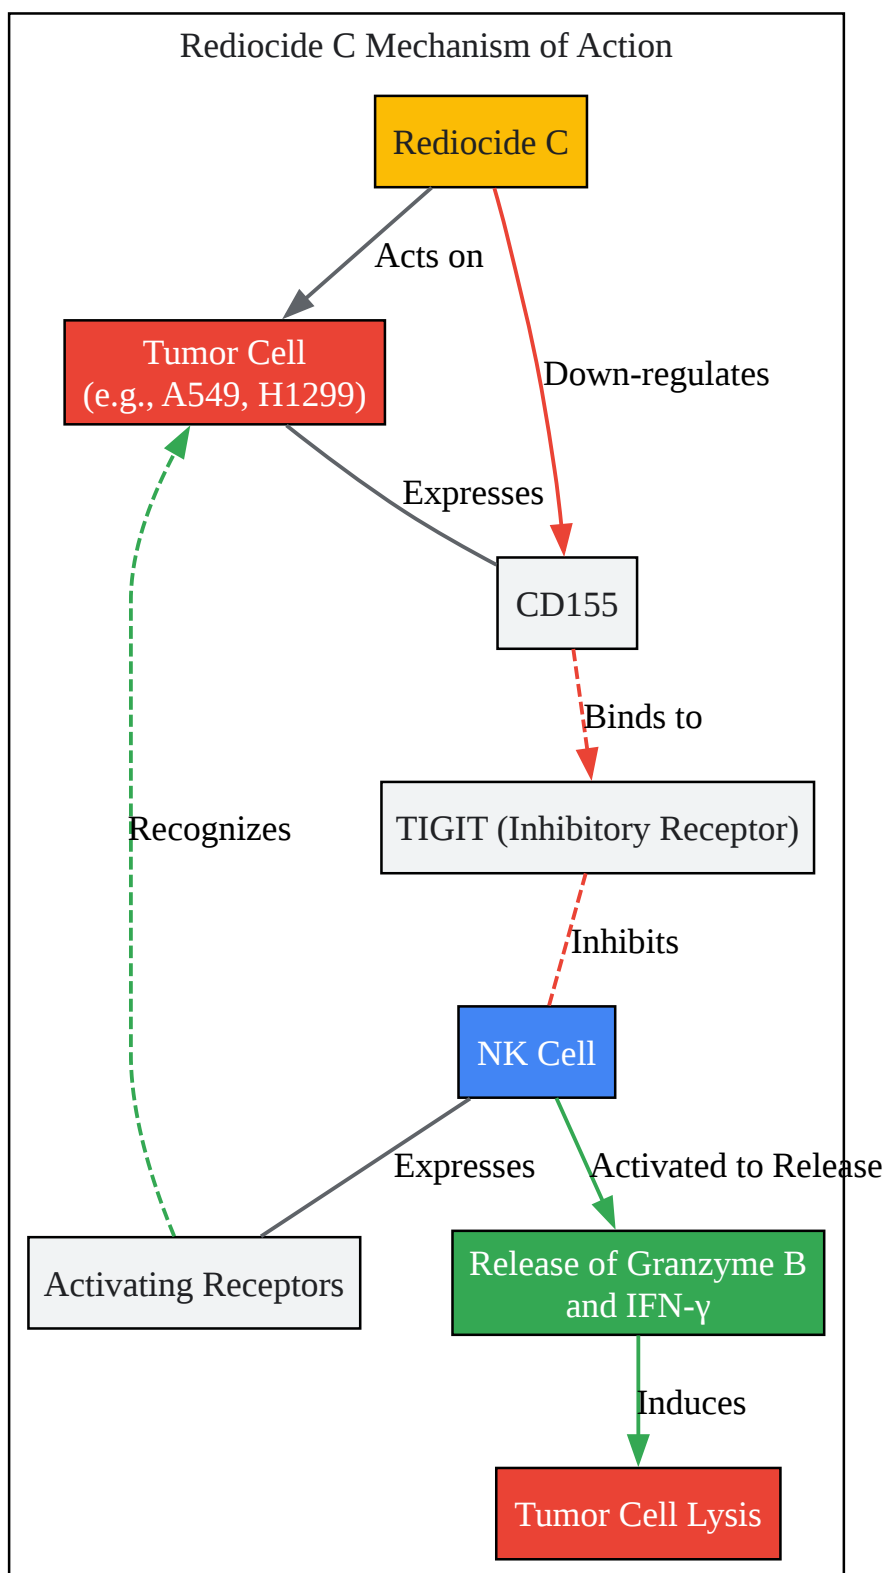 Rediocide C Mechanism of Action
Rediocide C
Acts on
Tumor Cell
(e.g., A549, H1299)
Down-regulates
Expresses
CD155
Binds to
Recognizes
TIGIT (Inhibitory Receptor)
Inhibits
NK Cell
Expresses
Activated to Release
Activating Receptors
Release of Granzyme B
and IFN-γ
Induces
Tumor Cell Lysis